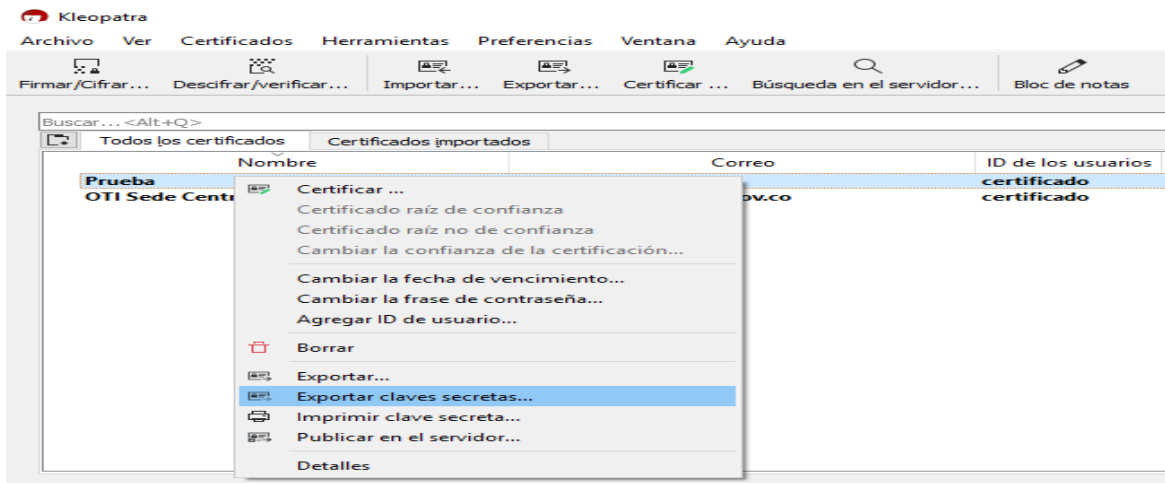 Kleopatra
Archivo Ver Certificados Herramientas Preferencias Ventana Ayuda
Firmar/Cifrar... Descifrar/verificar... Importar... Exportar... Certificar ... Búsqueda en el servidor... Bloc de notas
Buscar...<Alt+Q>
Todos los certificados Certificados importados
Nombre Correo ID de los usuarios
Prueba certificado
OTI Sede Centr ov.co certificado
Certificar ...
Certificado raíz de confianza
Certificado raíz no de confianza
Cambiar la confianza de la certificación...
Cambiar la fecha de vencimiento...
Cambiar la frase de contraseña...
Agregar ID de usuario...
Borrar
Exportar...
Exportar claves secretas...
Imprimir clave secreta...
Publicar en el servidor...
Detalles